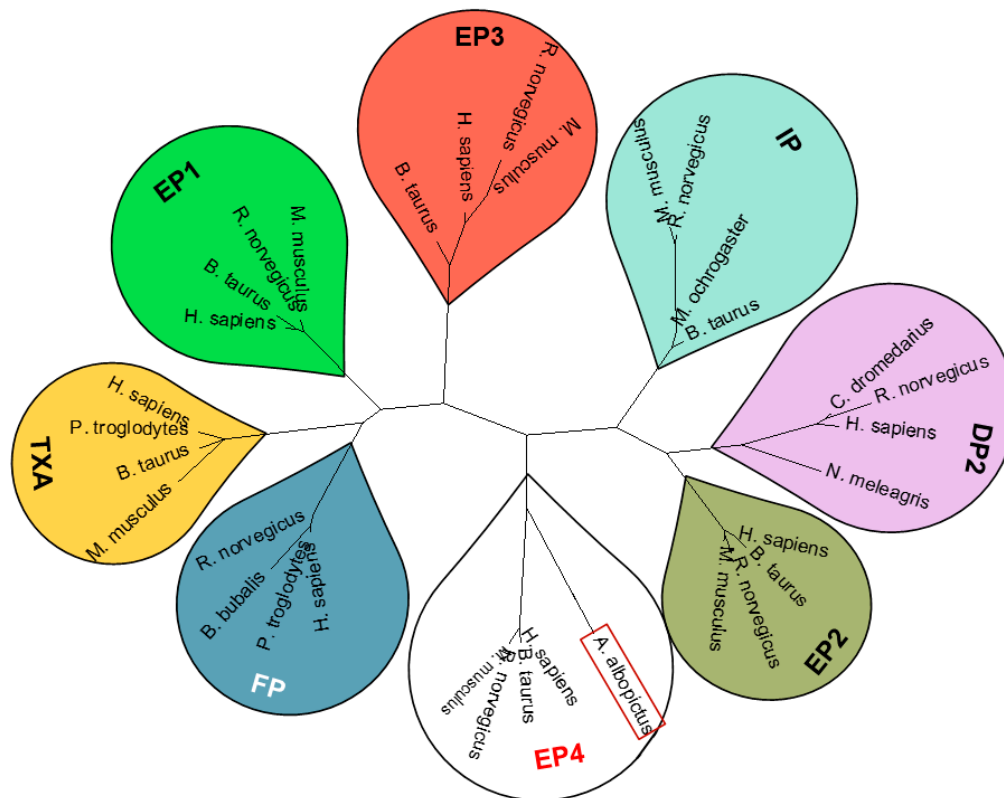 EP3
R. norvegicus
H. sapiens
M. musculus
B. taurus
IP
M. musculus
R. norvegicus
M. ochrogaster
B. taurus
EP1
M. musculus
R. norvegicus
B. taurus
H. sapiens
DP2
C. dromedarius
R. norvegicus
H. sapiens
N. meleagris
TXA
H. sapiens
P. troglodytes
B. taurus
M. musculus
FP
R. norvegicus
B. bubalis
P. troglodytes
H. sapiens
EP4
M. musculus
R. norvegicus
B. taurus
H. sapiens
A. albopictus
EP2
H. sapiens
B. taurus
R. norvegicus
M. musculus